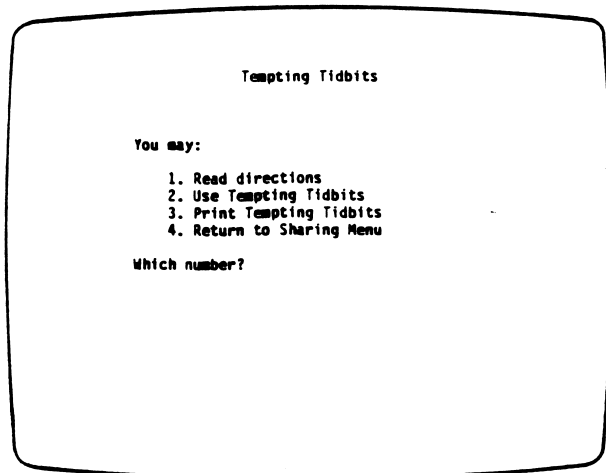 Tempting Tidbits
You may:
1. Read directions
2. Use Tempting Tidbits
3. Print Tempting Tidbits
4. Return to Sharing Menu
Which number?